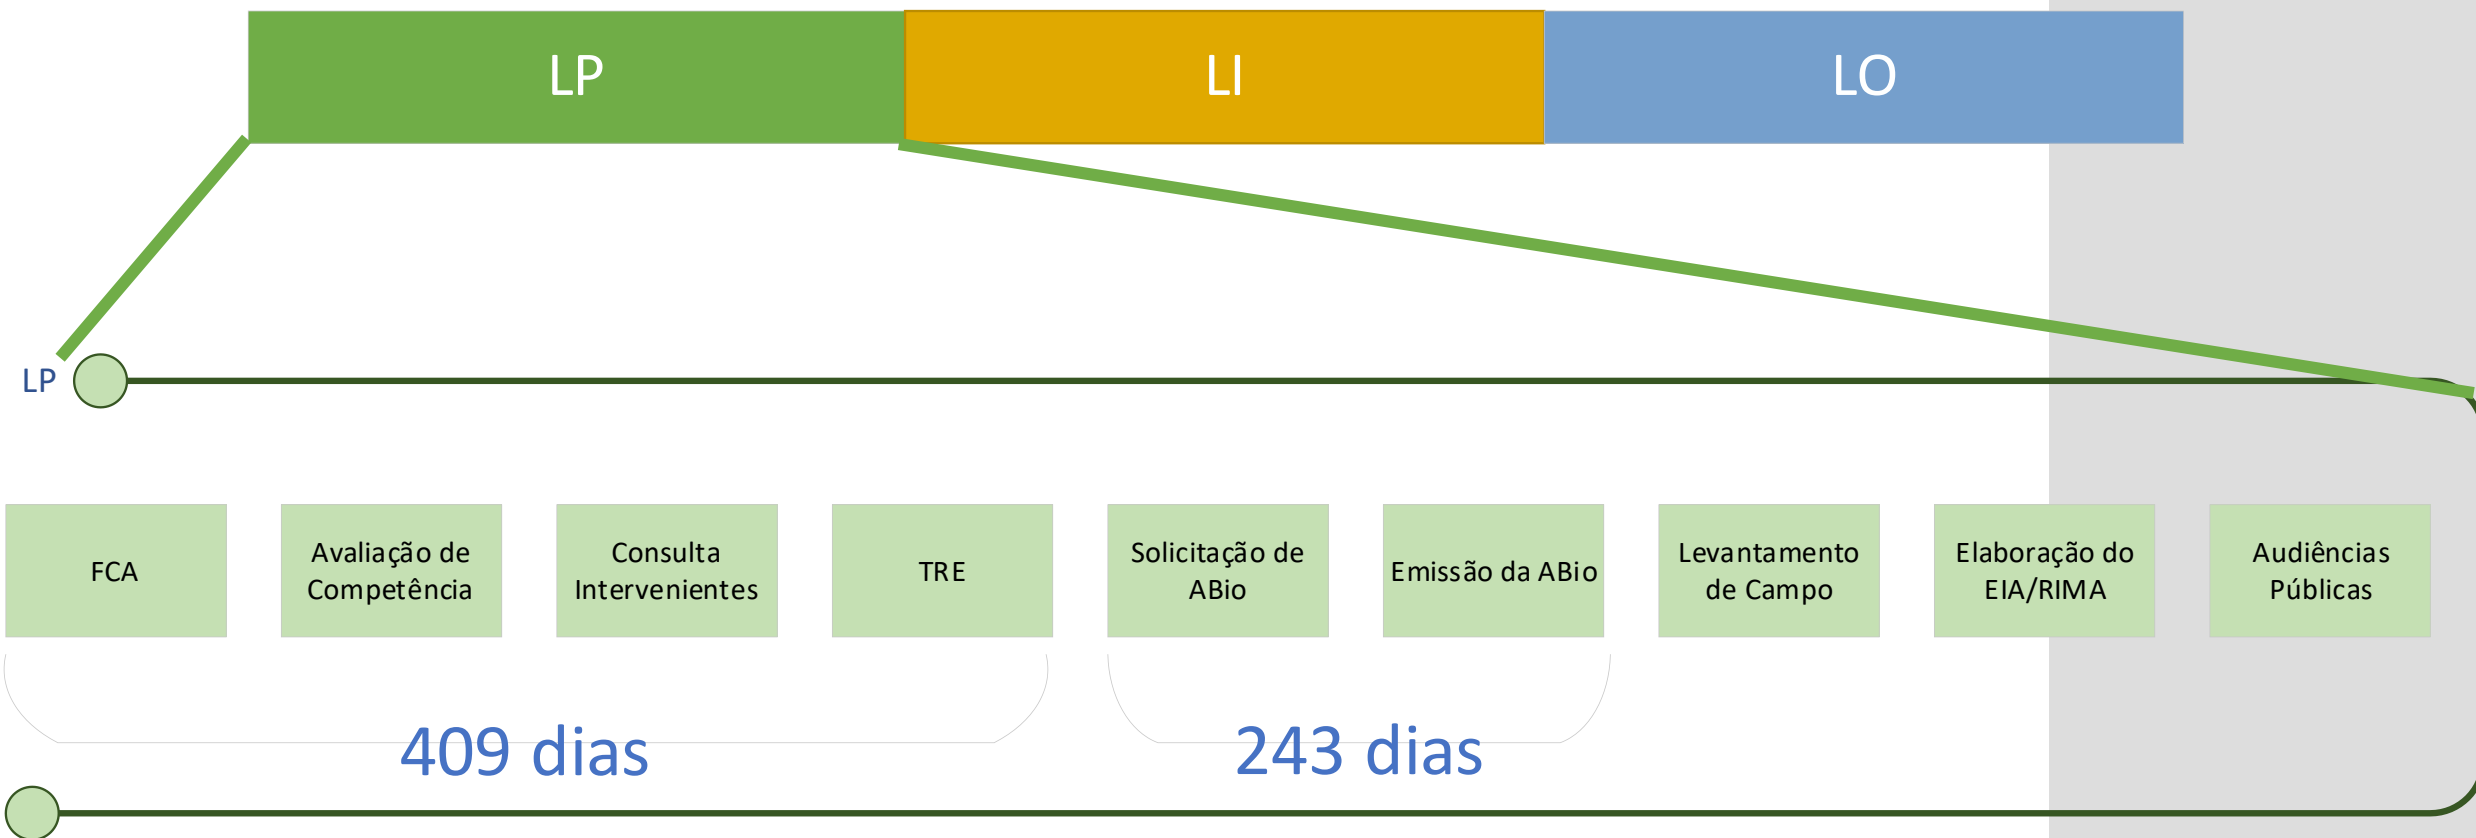 LP
LI
LO
LP
FCA
Avaliação de
Competência
Consulta
Intervenientes
TRE
Solicitação de
ABio
Emissão da ABio
Levantamento
de Campo
Elaboração do
EIA/RIMA
Audiências
Públicas
409 dias
243 dias